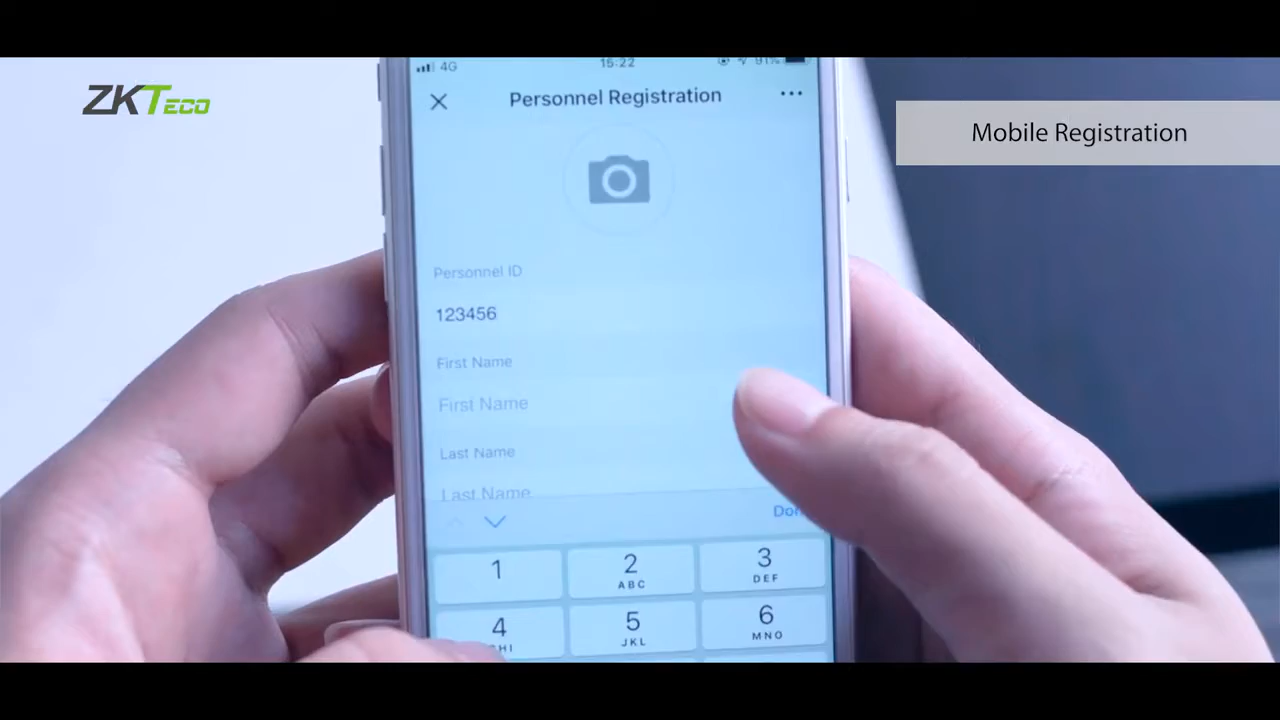 ZKTECO
Mobile Registration
4G 15:22 91%
Personnel Registration
Personnel ID
123456
First Name
First Name
Last Name
Last Name
1
2 ABC
3 DEF
4
5 JKL
6 MNO